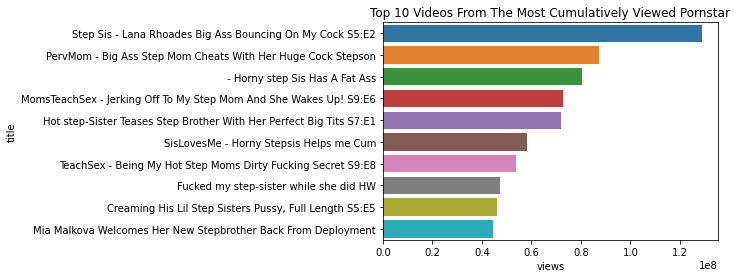 Top 10 Videos From The Most Cumulatively Viewed Pornstar
Step Sis - Lana Rhoades Big Ass Bouncing On My Cock S5:E2
PervMom - Big Ass Step Mom Cheats With Her Huge Cock Stepson
- Horny step Sis Has A Fat Ass
MomsTeachSex - Jerking Off To My Step Mom And She Wakes Up! S9:E6
Hot step-Sister Teases Step Brother With Her Perfect Big Tits S7:E1
SisLovesMe - Horny Stepsis Helps me Cum
TeachSex - Being My Hot Step Moms Dirty Fucking Secret S9:E8
Fucked my step-sister while she did HW
Creaming His Lil Step Sisters Pussy, Full Length S5:E5
Mia Malkova Welcomes Her New Stepbrother Back From Deployment
title
0.0 0.2 0.4 0.6 0.8 1.0 1.2
1e8
views